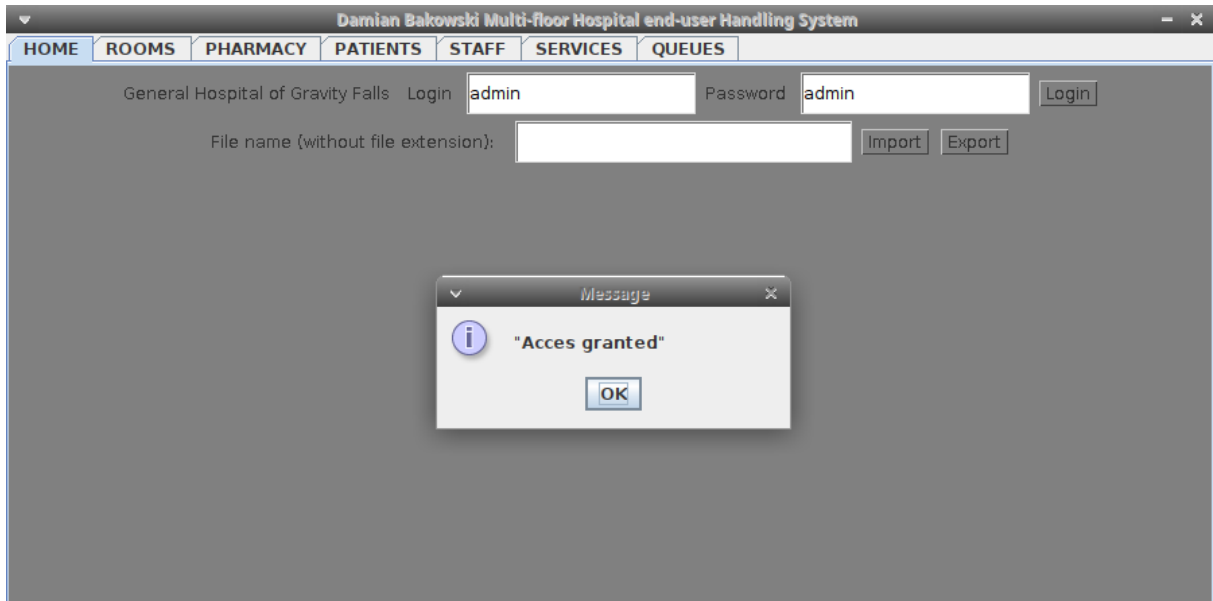 Damian Bakowski Multi-floor Hospital end-user Handling System
HOME ROOMS PHARMACY PATIENTS STAFF SERVICES QUEUES
General Hospital of Gravity Falls Login admin Password admin Login
File name (without file extension): Import Export
Message
"Acces granted"
OK